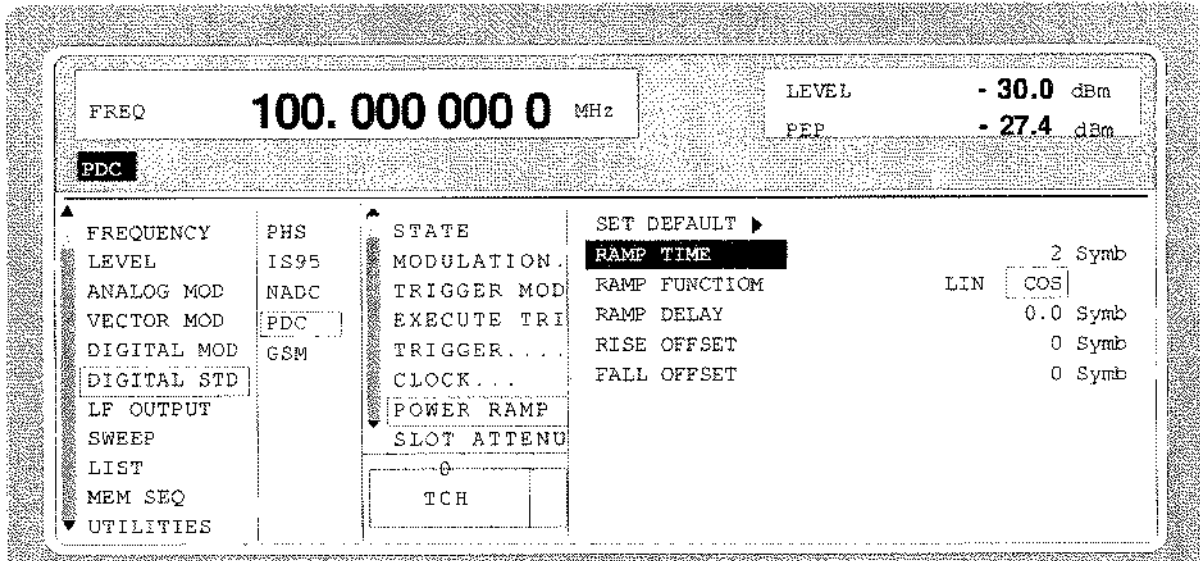 FREQ 100. 000 000 0 MHz
LEVEL - 30.0 dBm
PEP - 27.4 dBm
PDC
FREQUENCY
LEVEL
ANALOG MOD
VECTOR MOD
DIGITAL MOD
DIGITAL STD
LF OUTPUT
SWEEP
LIST
MEM SEQ
UTILITIES
PHS
IS95
NADC
PDC
GSM
STATE
MODULATION.
TRIGGER MOD
EXECUTE TRI
TRIGGER....
CLOCK...
POWER RAMP
SLOT ATTENU
0
TCH
SET DEFAULT ▶
RAMP TIME 2 Symb
RAMP FUNCTIOM LIN COS
RAMP DELAY 0.0 Symb
RISE OFFSET 0 Symb
FALL OFFSET 0 Symb